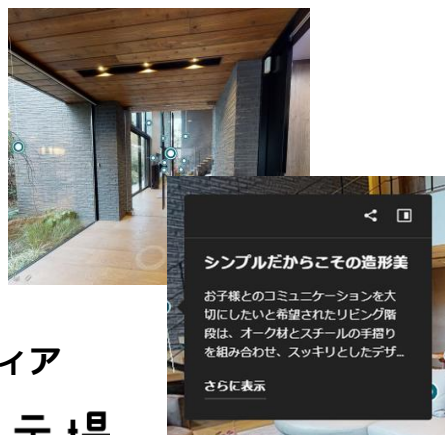 シンプルだからこその造形美
お子様とのコミュニケーションを大
切にしたいと希望されたリビング階
段は、オーク材とスチールの手摺り
を組み合わせ、スッキリとしたデザ...
さらに表示
ィア
示場